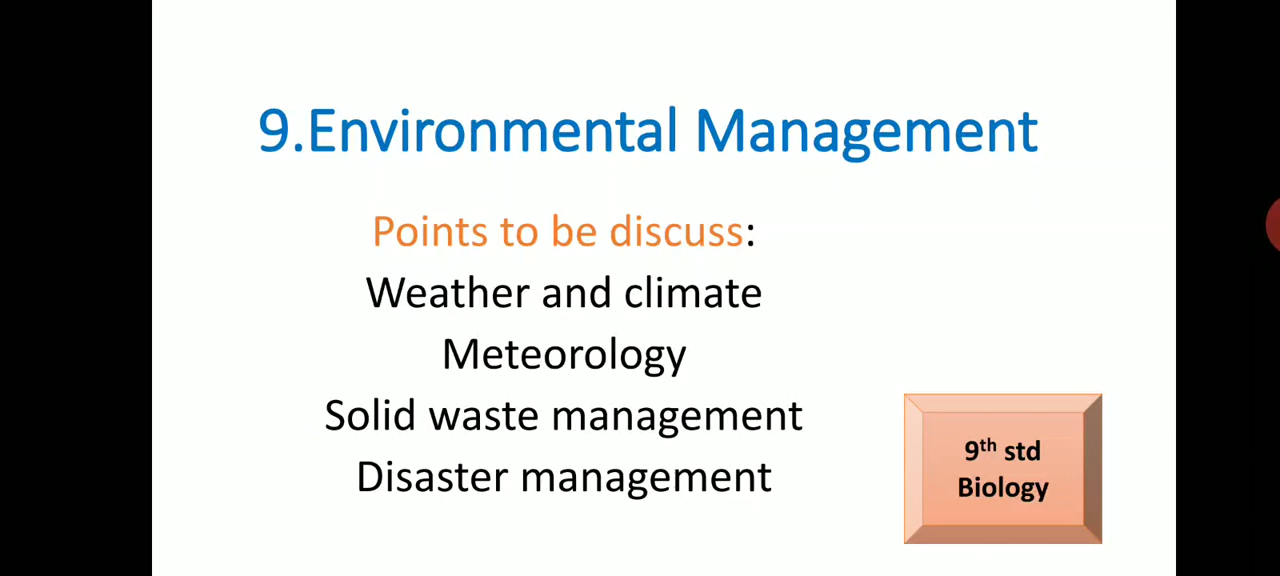 9.Environmental Management
Points to be discuss:
Weather and climate
Meteorology
Solid waste management
Disaster management
9th std
Biology